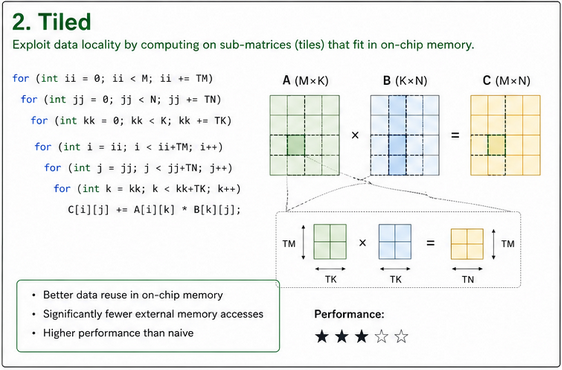 2. Tiled
Exploit data locality by computing on sub-matrices (tiles) that fit in on-chip memory.
for (int ii = 0; ii < M; ii += TM)
for (int jj = 0; jj < N; jj += TN)
for (int kk = 0; kk < K; kk += TK)
for (int i = ii; i < ii+TM; i++)
for (int j = jj; j < jj+TN; j++)
for (int k = kk; k < kk+TK; k++)
C[i][j] += A[i][k] * B[k][j];
A (M×K) B (K×N) C (M×N)
× =
TM × = TM
TK TK TN
• Better data reuse in on-chip memory
• Significantly fewer external memory accesses
• Higher performance than naive
Performance:
★★★☆☆